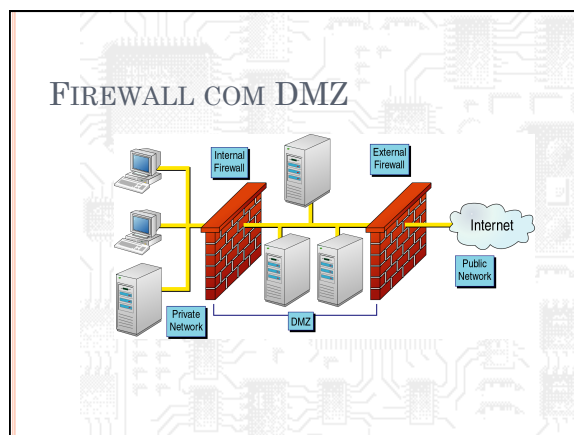 FIREWALL COM DMZ
Internal
Firewall
External
Firewall
Internet
Public
Network
Private
Network
DMZ